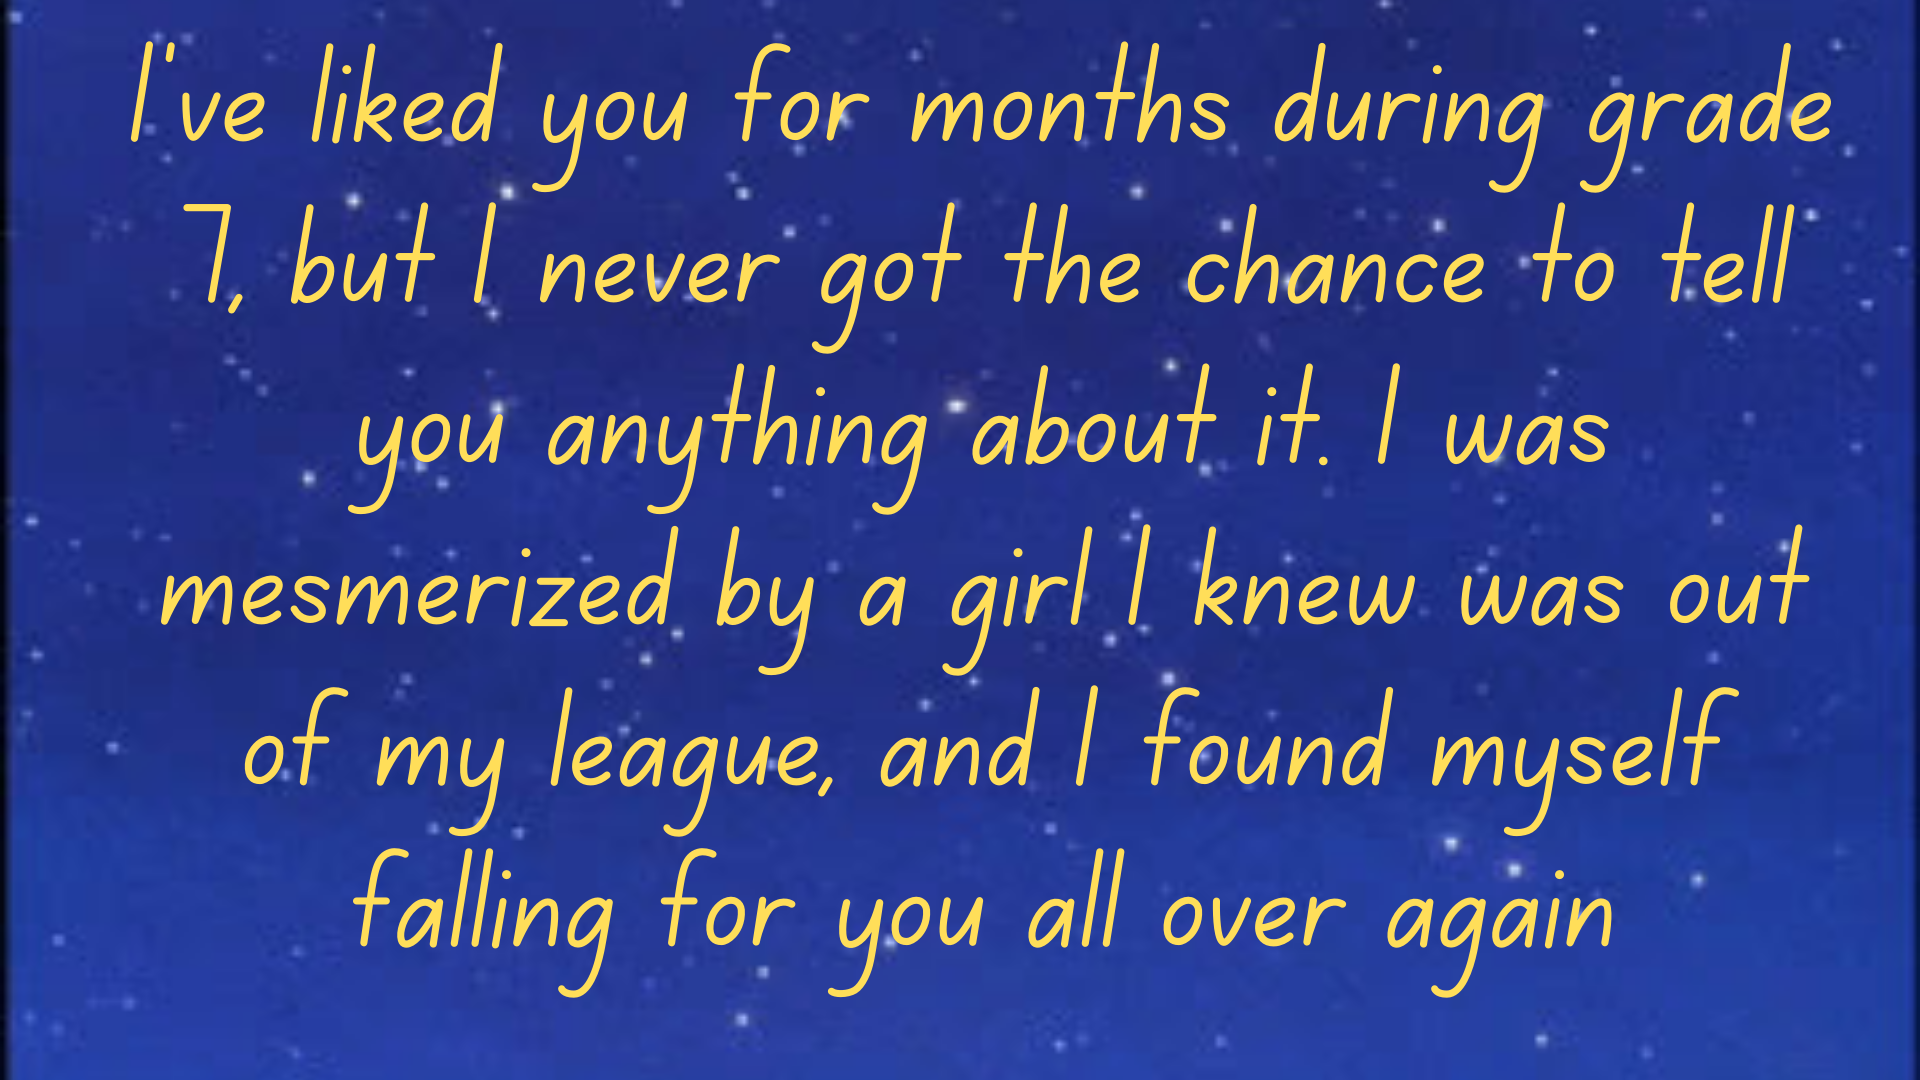 I've liked you for months during grade
7, but I never got the chance to tell
you anything about it. I was
mesmerized by a girl I knew was out
of my league, and I found myself
falling for you all over again